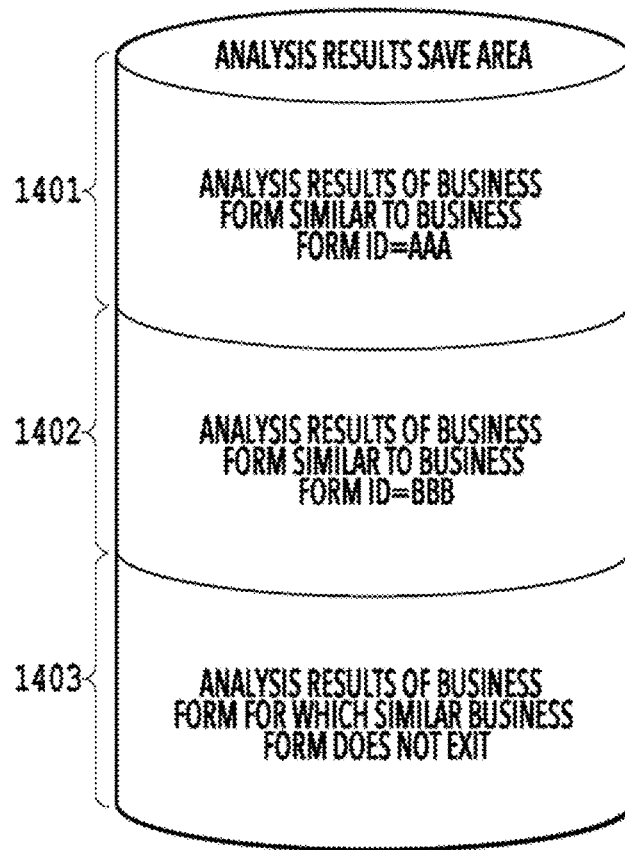 ANALYSIS RESULTS SAVE AREA
1401
ANALYSIS RESULTS OF BUSINESS
FORM SIMILAR TO BUSINESS
FORM ID=AAA
1402
ANALYSIS RESULTS OF BUSINESS
FORM SIMILAR TO BUSINESS
FORM ID=BBB
1403
ANALYSIS RESULTS OF BUSINESS
FORM FOR WHICH SIMILAR BUSINESS
FORM DOES NOT EXIT